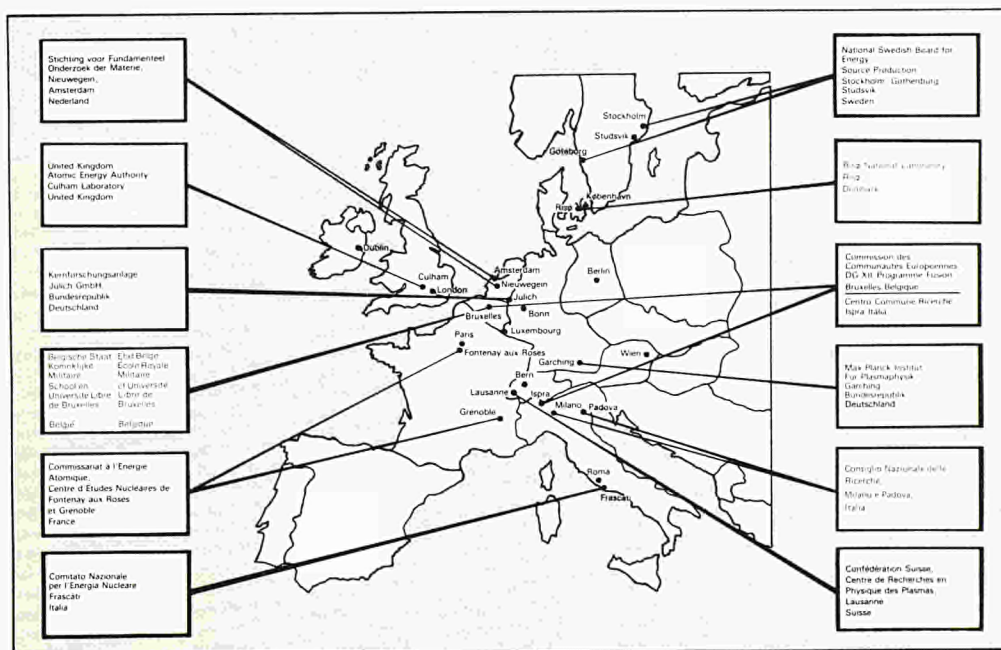 Stichting voor Fundamenteel
Onderzoek de Materie,
Nieuwegein,
Amsterdam
Nederland
United Kingdom
Atomic Energy Authority
Culham Laboratory
United Kingdom
Kernforschungsanlage
Julich GmbH,
Bundesrepublik
Deutschland
Belgische Staat Etat Belge
Koninklijke École Royale
Militaire Militaire
School en et Université
Université Libre Libre de
de Bruxelles Bruxelles
België Belgique
Commissariat à l'Energie
Atomique,
Centre d'Etudes Nucléaires de
Fontenay aux Roses
et Grenoble
France
Comitato Nazionale
per l'Energia Nucleare
Frascati
Italia
Stockholm
Studsvik
Göteborg
København
Risø
Dublin
Culham
London
Amsterdam
Nieuwegein
Berlin
Julich
Bruxelles
Bonn
Luxembourg
Paris
Fontenay aux Roses
Garching
Wien
Bern
Lausanne
Ispra
Milano
Padova
Grenoble
Roma
Frascati
National Swedish Board for
Energy
Source Production
Stockholm Gothenburg
Studsvik
Sweden
Risø National Laboratory
Risø
Denmark
Commission des
Communautés Européennes
DG XII Programme Fusion
Bruxelles Belgique
Centro Commune Ricerche
Ispra Italia
Max Planck Institut
Für Plasmaphysik
Garching
Bundesrepublik
Deutschland
Consiglio Nazionale delle
Ricerche,
Milano e Padova,
Italia
Confédération Suisse,
Centre de Recherches en
Physique des Plasmas,
Lausanne
Suisse